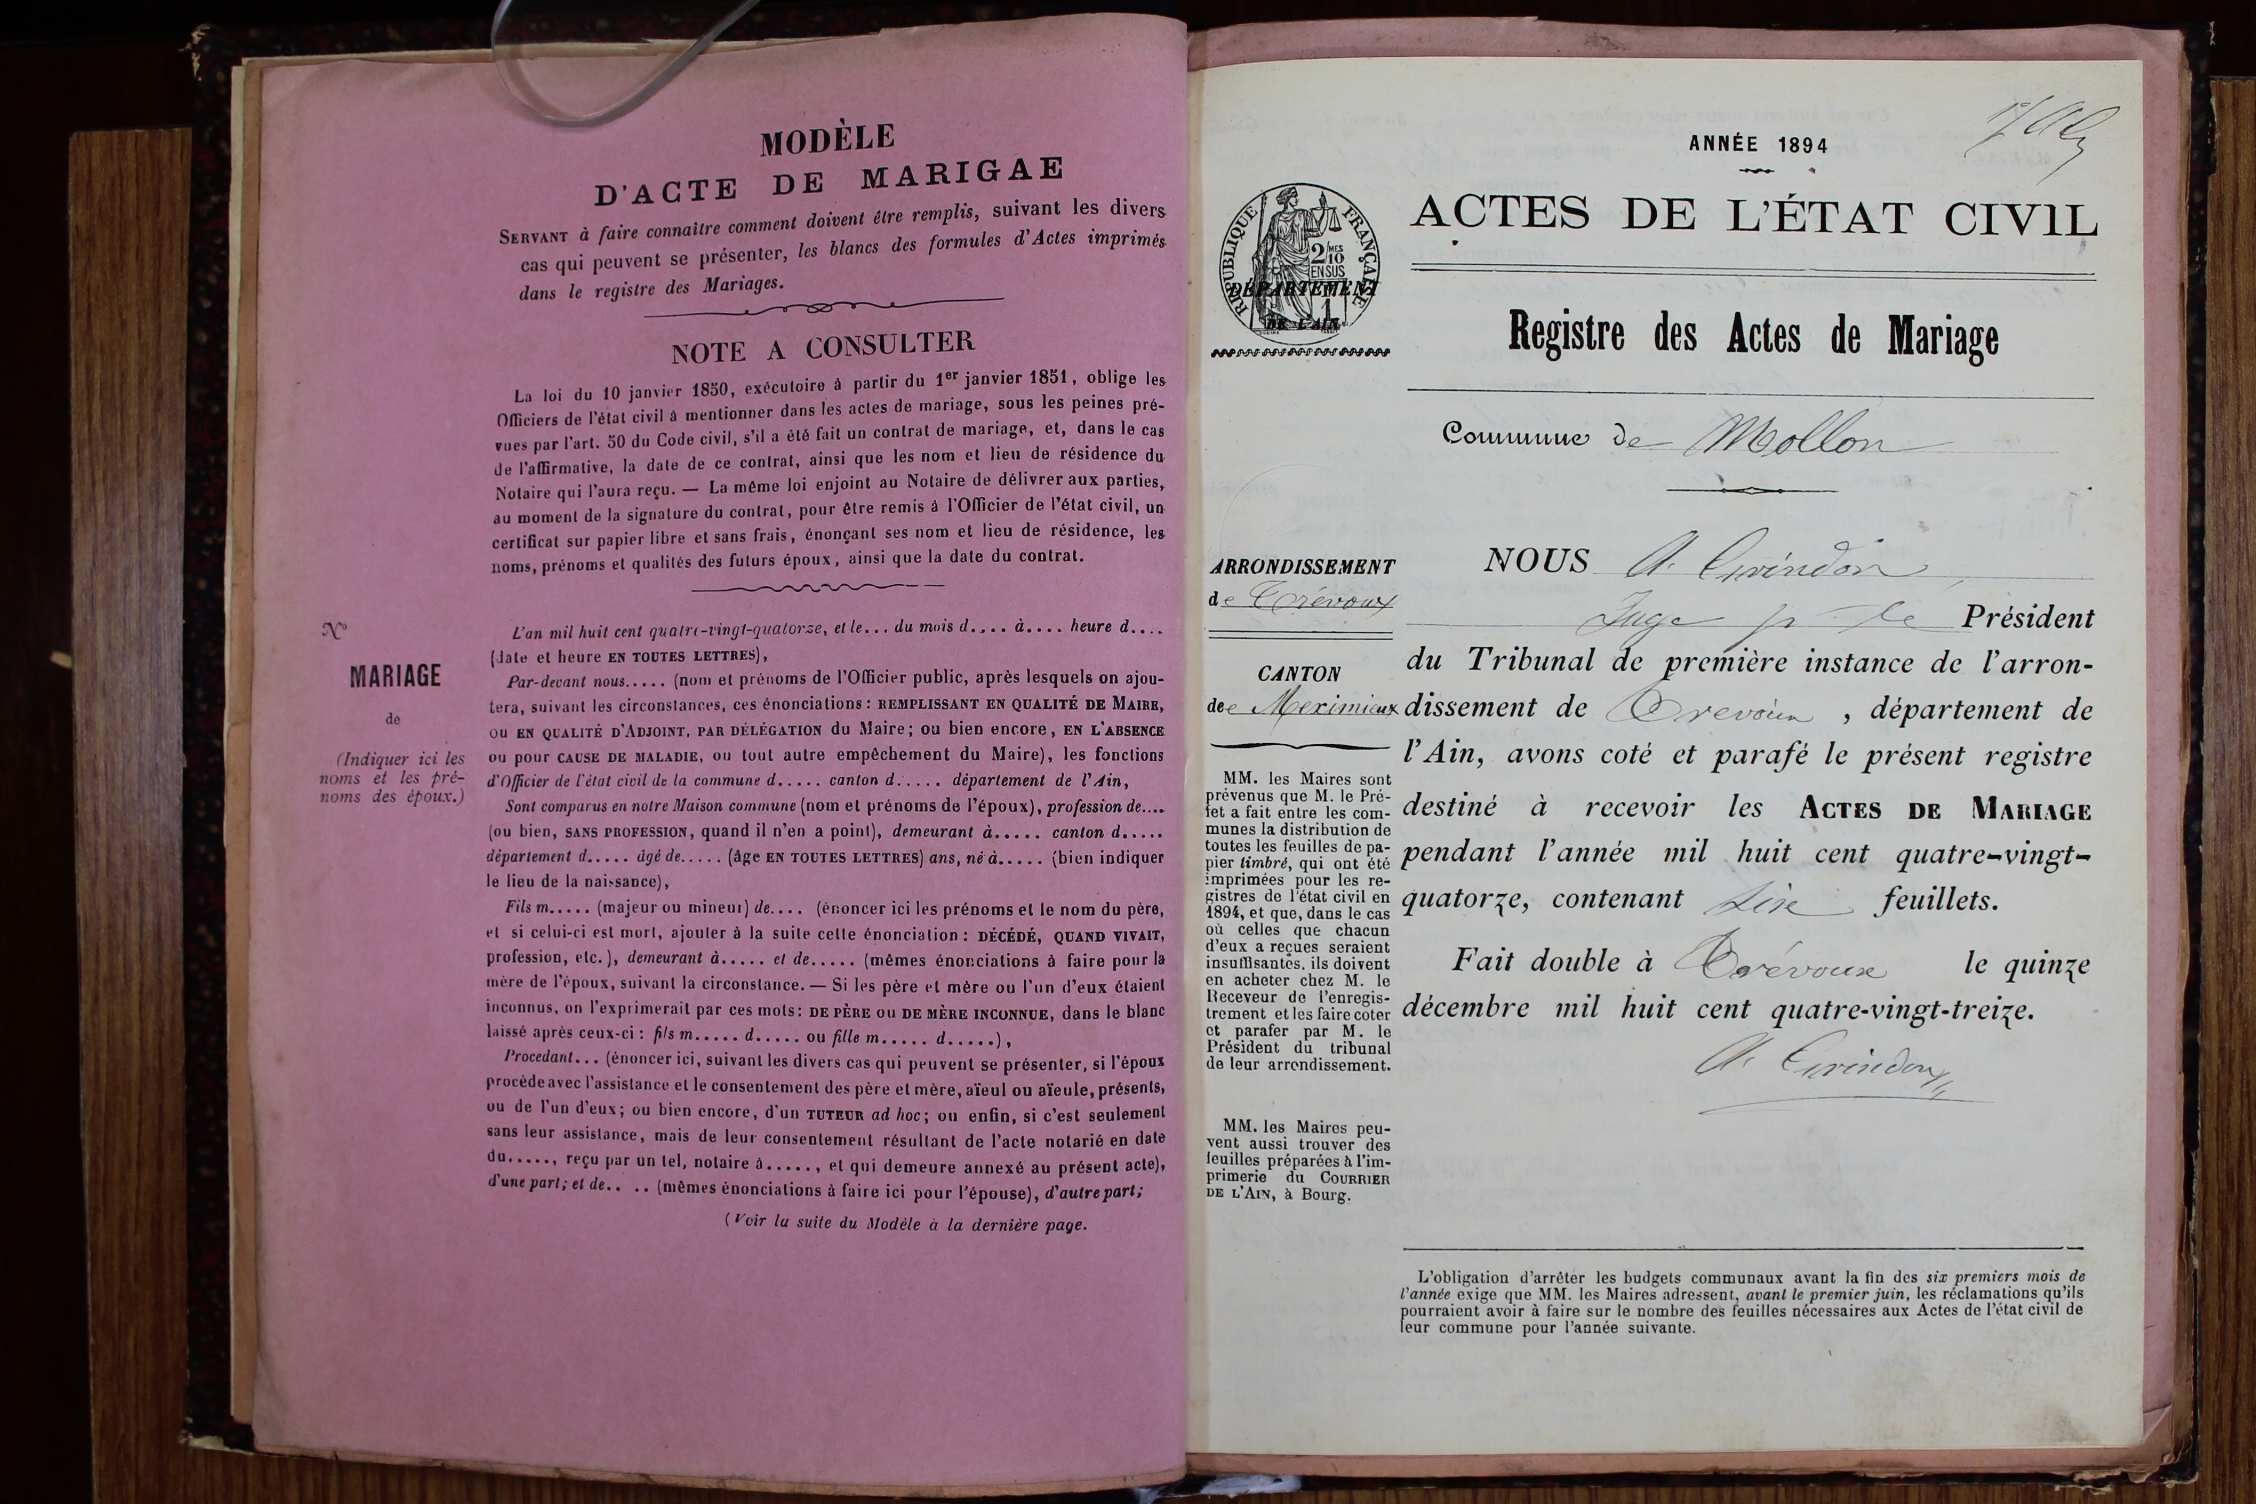 MODÈLE
D'ACTE DE MARIGAE
SERVANT à faire connaître comment doivent être remplis, suivant les divers
cas qui peuvent se présenter, les blancs des formules d'Actes imprimés
dans le registre des Mariages.
NOTE A CONSULTER
La loi du 10 janvier 1850, exécutoire à partir du 1er janvier 1851, oblige les
Officiers de l'état civil à mentionner dans les actes de mariage, sous les peines pré-
vues par l'art. 50 du Code civil, s'il a été fait un contrat de mariage, et, dans le cas
de l'affirmative, la date de ce contrat, ainsi que les nom et lieu de résidence du
Notaire qui l'aura reçu. — La même loi enjoint au Notaire de délivrer aux parties,
au moment de la signature du contrat, pour être remis à l'Officier de l'état civil, un
certificat sur papier libre et sans frais, énonçant ses nom et lieu de résidence, les
noms, prénoms et qualités des futurs époux, ainsi que la date du contrat.
No
MARIAGE
de
(Indiquer ici les
noms et les pré-
noms des époux.)
L'an mil huit cent quatre-vingt-quatorze, et le... du mois d.... à.... heure d....
(date et heure EN TOUTES LETTRES),
Par-devant nous..... (nom et prénoms de l'Officier public, après lesquels on ajou-
tera, suivant les circonstances, ces énonciations : REMPLISSANT EN QUALITÉ DE MAIRE,
ou EN QUALITÉ D'ADJOINT, PAR DÉLÉGATION du Maire; ou bien encore, EN L'ABSENCE
ou pour CAUSE DE MALADIE, ou tout autre empêchement du Maire), les fonctions
d'Officier de l'état civil de la commune d..... canton d..... département de l'Ain,
Sont comparus en notre Maison commune (nom et prénoms de l'époux), profession de....
(ou bien, SANS PROFESSION, quand il n'en a point), demeurant à..... canton d.....
département d..... âgé de..... (âge EN TOUTES LETTRES) ans, né à..... (bien indiquer
le lieu de la naissance),
Fils m..... (majeur ou mineur) de.... (énoncer ici les prénoms et le nom du père,
et si celui-ci est mort, ajouter à la suite cette énonciation : DÉCÉDÉ, QUAND VIVAIT,
profession, etc.), demeurant à..... et de..... (mêmes énonciations à faire pour la
mère de l'époux, suivant la circonstance. — Si les père et mère ou l'un d'eux étaient
inconnus, on l'exprimerait par ces mots : DE PÈRE ou DE MÈRE INCONNUE, dans le blanc
laissé après ceux-ci : fils m..... d..... ou fille m..... d.....),
Procedant... (énoncer ici, suivant les divers cas qui peuvent se présenter, si l'époux
procède avec l'assistance et le consentement des père et mère, aïeul ou aïeule, présents,
ou de l'un d'eux; ou bien encore, d'un TUTEUR ad hoc; ou enfin, si c'est seulement
sans leur assistance, mais de leur consentement résultant de l'acte notarié en date
du....., reçu par un tel, notaire à....., et qui demeure annexé au présent acte),
d'une part; et de.. .. (mêmes énonciations à faire ici pour l'épouse), d'autre part;
(Voir la suite du Modèle à la dernière page.
ANNÉE 1894
ACTES DE L'ÉTAT CIVIL
RÉPUBLIQUE FRANÇAISE
2 MES
10
EN SUS
1
DÉPARTEMENT
DE L'AIN
Registre des Actes de Mariage
Commune de Mollon
ARRONDISSEMENT
de Trévoux
CANTON
de Meximieux
MM. les Maires sont
prévenus que M. le Pré-
fet a fait entre les com-
munes la distribution de
toutes les feuilles de pa-
pier timbré, qui ont été
imprimées pour les re-
gistres de l'état civil en
1894, et que, dans le cas
où celles que chacun
d'eux a reçues seraient
insuffisantes, ils doivent
en acheter chez M. le
Receveur de l'enregis-
trement et les faire coter
et parafer par M. le
Président du tribunal
de leur arrondissement.
MM. les Maires peu-
vent aussi trouver des
feuilles préparées à l'im-
primerie du COURRIER
DE L'AIN, à Bourg.
NOUS A. Grindon,
Juge p. le Président
du Tribunal de première instance de l'arron-
dissement de Trevoux, département de
l'Ain, avons coté et parafé le présent registre
destiné à recevoir les ACTES DE MARIAGE
pendant l'année mil huit cent quatre-vingt-
quatorze, contenant feuillets.
Fait double à Trévoux le quinze
décembre mil huit cent quatre-vingt-treize.
A. Grindon
L'obligation d'arrêter les budgets communaux avant la fin des six premiers mois de
l'année exige que MM. les Maires adressent, avant le premier juin, les réclamations qu'ils
pourraient avoir à faire sur le nombre des feuilles nécessaires aux Actes de l'état civil de
leur commune pour l'année suivante.